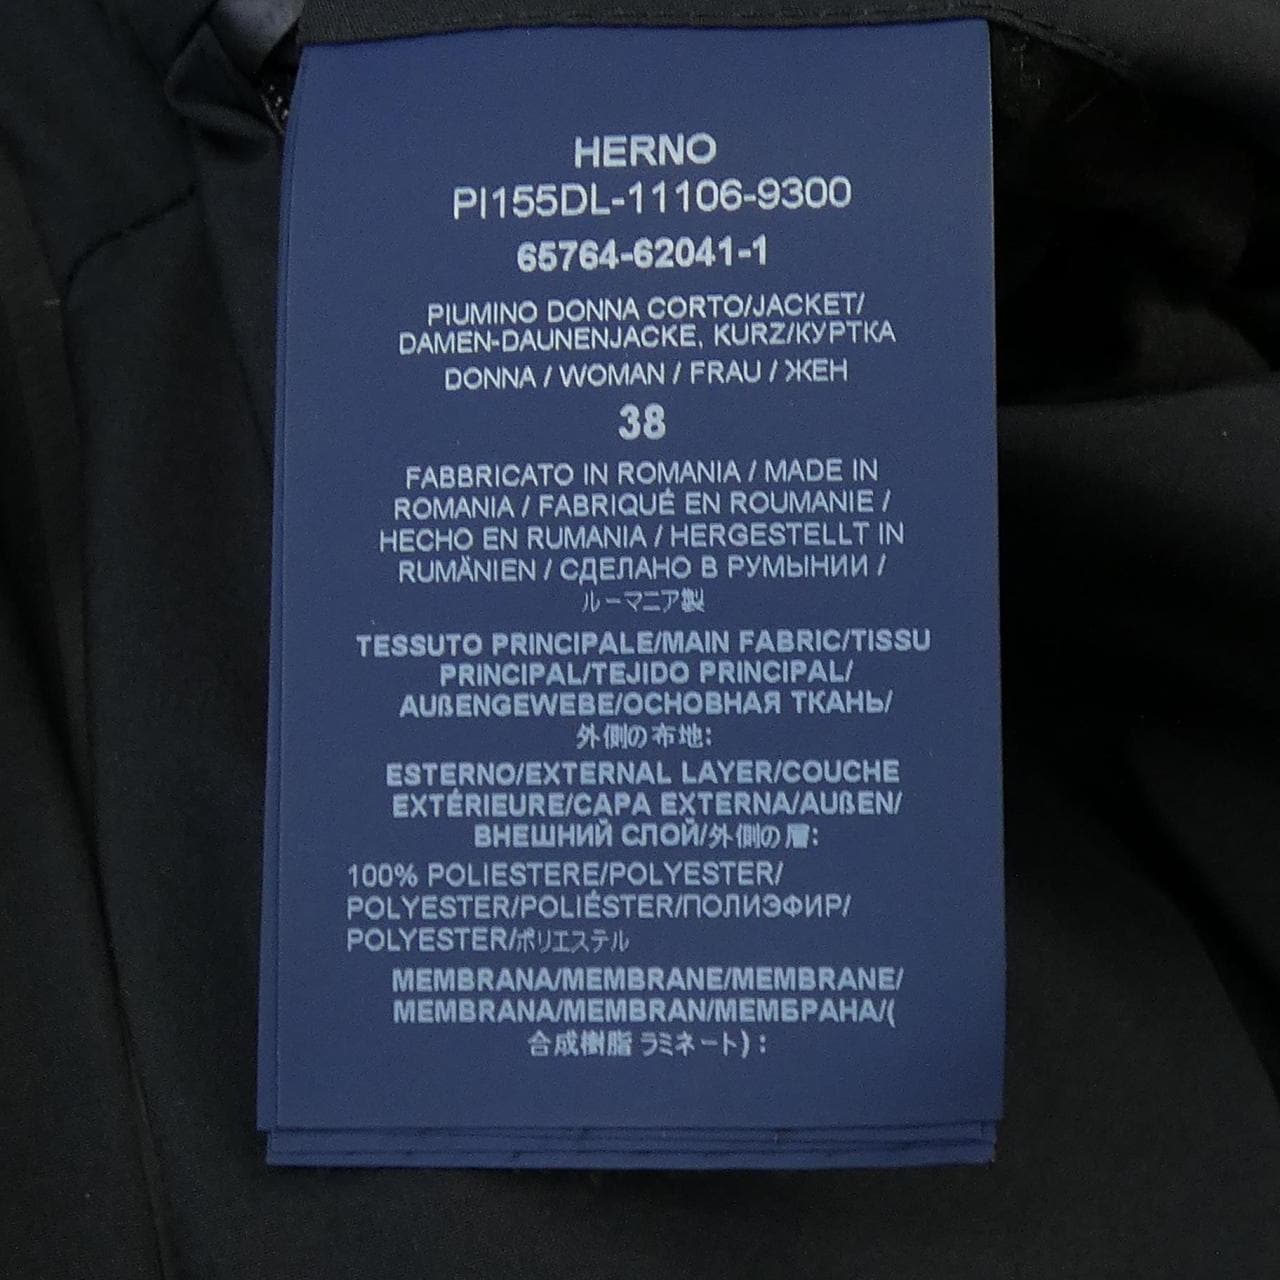 HERNO
PI155DL-11106-9300
65764-62041-1
PIUMINO DONNA CORTO/JACKET/
DAMEN-DAUNENJACKE, KURZ/КУРТКА
DONNA / WOMAN / FRAU / ЖЕН
38
FABBRICATO IN ROMANIA / MADE IN
ROMANIA / FABRIQUÉ EN ROUMANIE /
HECHO EN RUMANIA / HERGESTELLT IN
RUMÄNIEN / СДЕЛАНО В РУМЫНИИ /
ルーマニア製
TESSUTO PRINCIPALE/MAIN FABRIC/TISSU
PRINCIPAL/TEJIDO PRINCIPAL/
AUßENGEWEBE/ОСНОВНАЯ ТКАНЬ/
外側の布地:
ESTERNO/EXTERNAL LAYER/COUCHE
EXTÉRIEURE/CAPA EXTERNA/AUßEN/
ВНЕШНИЙ СЛОЙ/外側の層:
100% POLIESTERE/POLYESTER/
POLYESTER/POLIÉSTER/ПОЛИЭФИР/
POLYESTER/ポリエステル
MEMBRANA/MEMBRANE/MEMBRANE/
MEMBRANA/MEMBRAN/МЕМБРАНА/(
合成樹脂 ラミネート) :